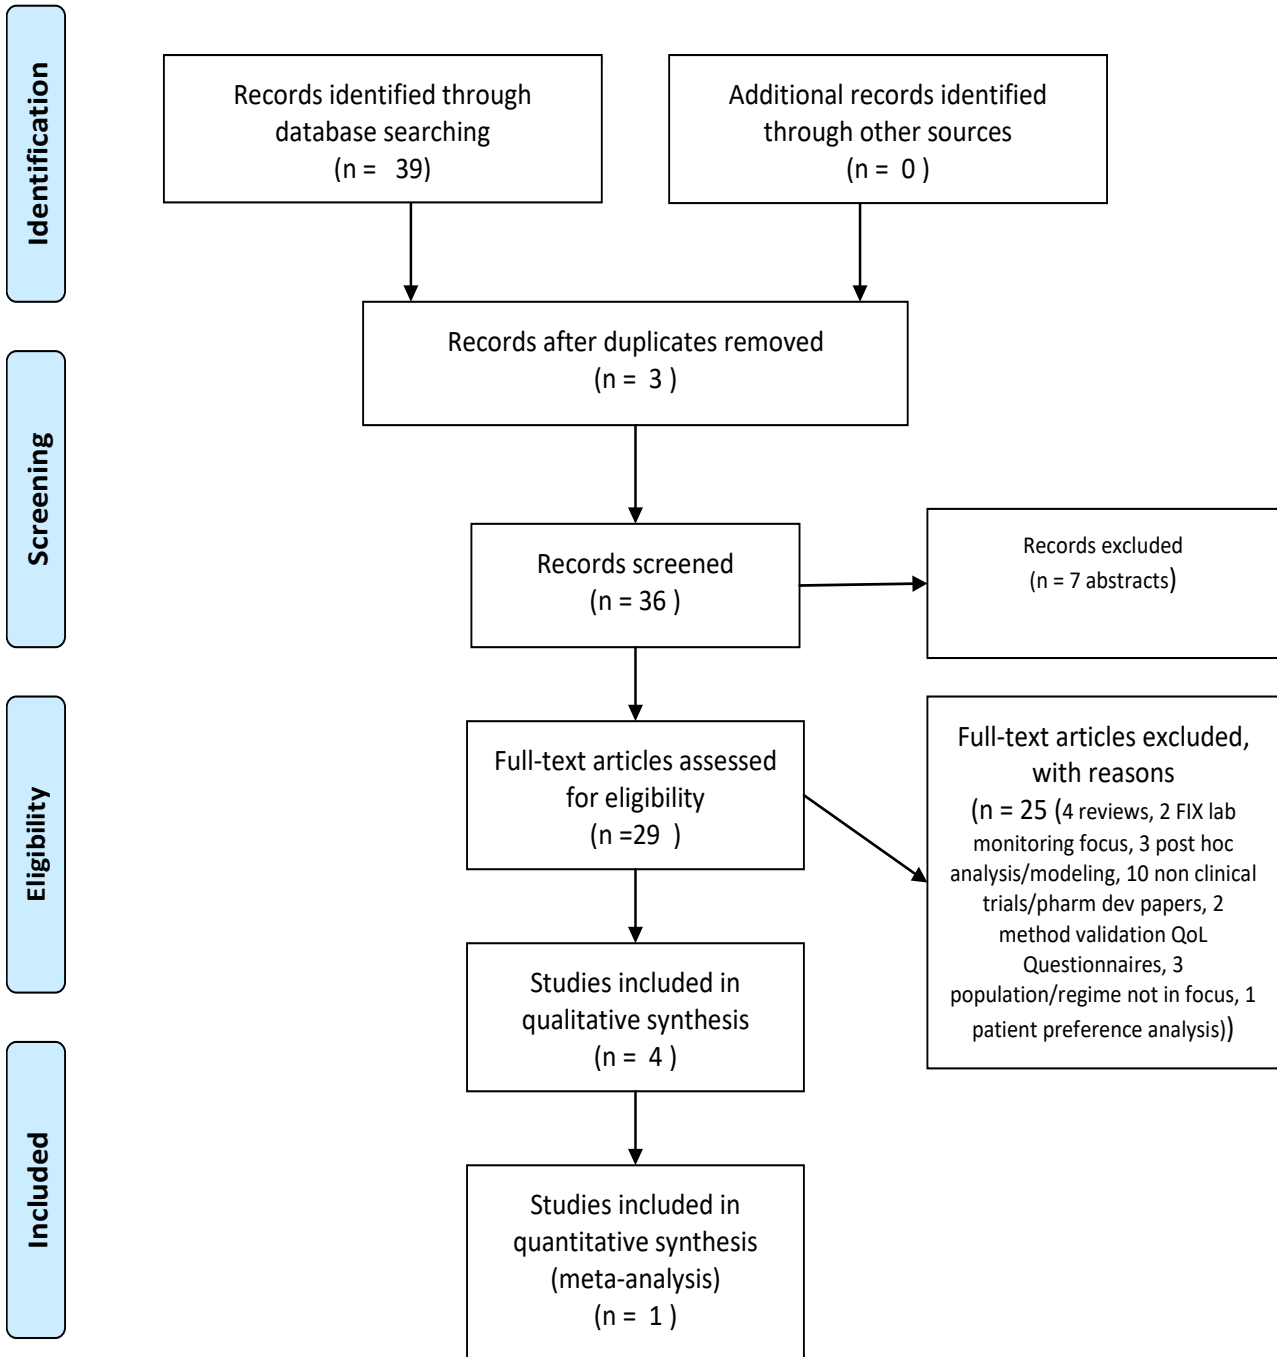 Identification
Records identified through
database searching
(n =   39)
Additional records identified
through other sources
(n =  0 )
Records after duplicates removed
(n =  3 )
Screening
Records screened
(n = 36 )
Records excluded
(n = 7 abstracts)
Eligibility
Full-text articles assessed
for eligibility
(n =29  )
Full-text articles excluded,
with reasons
(n = 25 (4 reviews, 2 FIX lab
monitoring focus, 3 post hoc
analysis/modeling, 10 non clinical
trials/pharm dev papers, 2
method validation QoL
Questionnaires, 3
population/regime not in focus, 1
patient preference analysis))
Studies included in
qualitative synthesis
(n =  4 )
Included
Studies included in
quantitative synthesis
(meta-analysis)
(n =  1 )